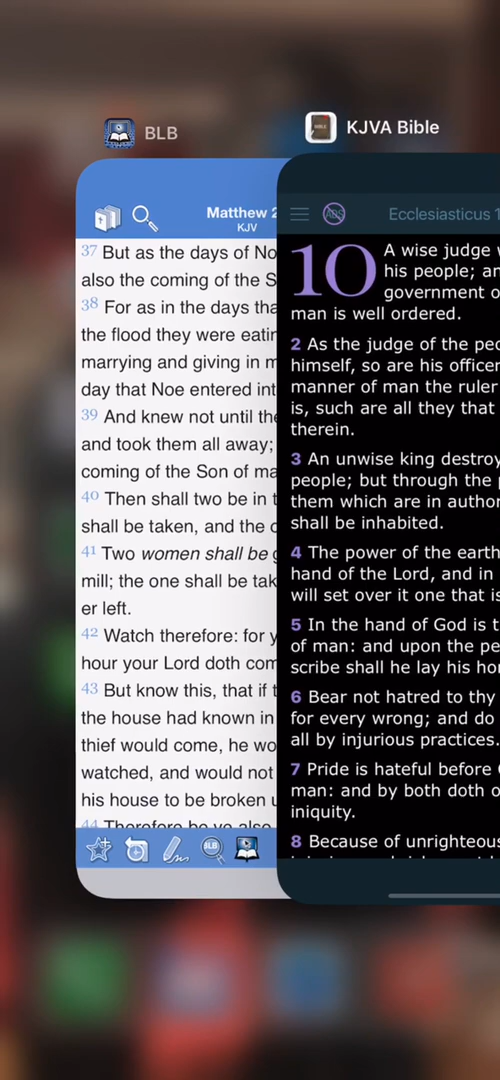 BLB
Matthew 2
KJV
37 But as the days of No
also the coming of the S
38 For as in the days tha
the flood they were eatin
marrying and giving in m
day that Noe entered int
39 And knew not until the
and took them all away;
coming of the Son of ma
40 Then shall two be in t
shall be taken, and the o
41 Two women shall be g
mill; the one shall be tak
er left.
42 Watch therefore: for y
hour your Lord doth com
43 But know this, that if t
the house had known in
thief would come, he wo
watched, and would not
his house to be broken u
44 Therefore be ye also
BLB
KJVA Bible
ADS
Ecclesiasticus 1
10 A wise judge w
his people; an
government o
man is well ordered.
2 As the judge of the peo
himself, so are his officer
manner of man the ruler
is, such are all they that
therein.
3 An unwise king destroy
people; but through the p
them which are in author
shall be inhabited.
4 The power of the earth
hand of the Lord, and in
will set over it one that is
5 In the hand of God is t
of man: and upon the pe
scribe shall he lay his hon
6 Bear not hatred to thy
for every wrong; and do
all by injurious practices.
7 Pride is hateful before G
man: and by both doth o
iniquity.
8 Because of unrighteous